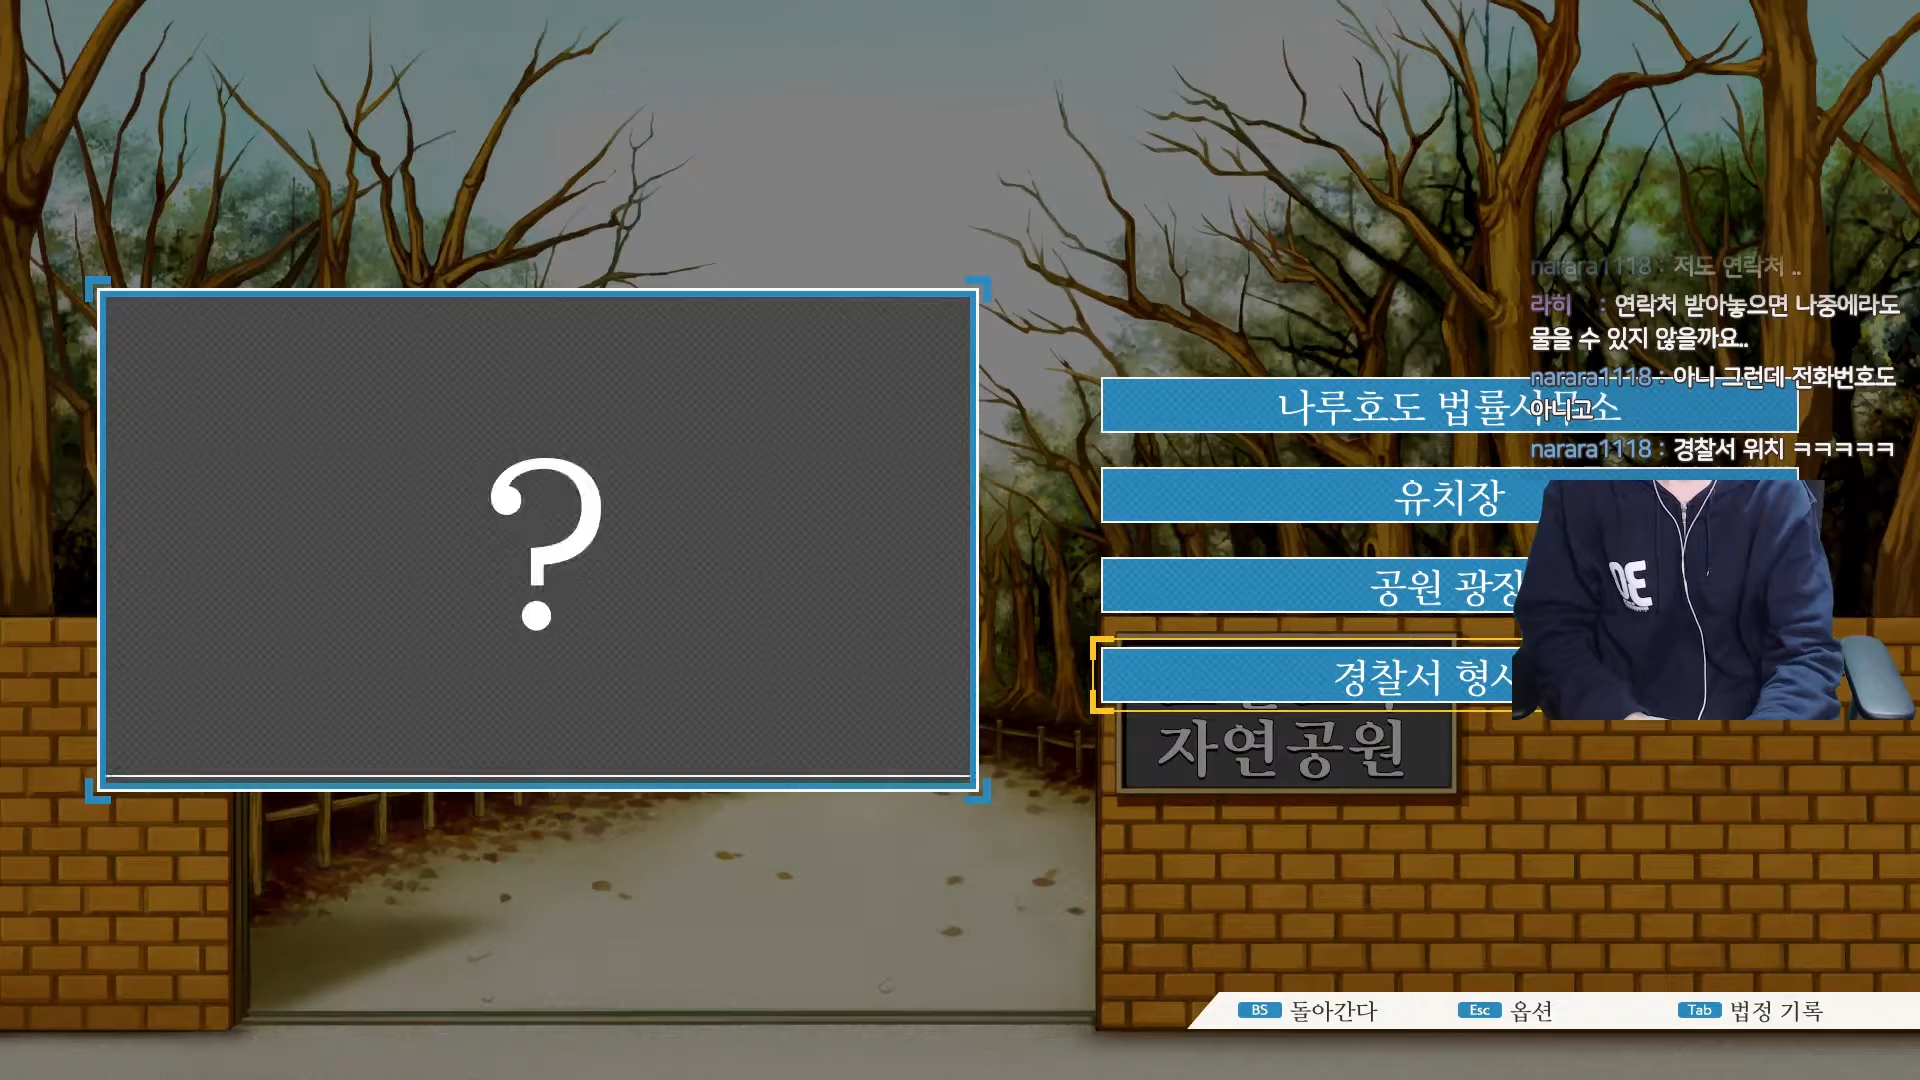 narara1118 : 저도 연락처 ..
라히 : 연락처 받아놓으면 나중에라도
물을 수 있지 않을까요..
narara1118 : 아니 그런데 전화번호도
아니고
나루호도 법률사무소
narara1118 : 경찰서 위치 ㅋㅋㅋㅋㅋ
?
유치장
공원 광장
경찰서
자연공원
BS 돌아간다
Esc 옵션
Tab 법정 기록